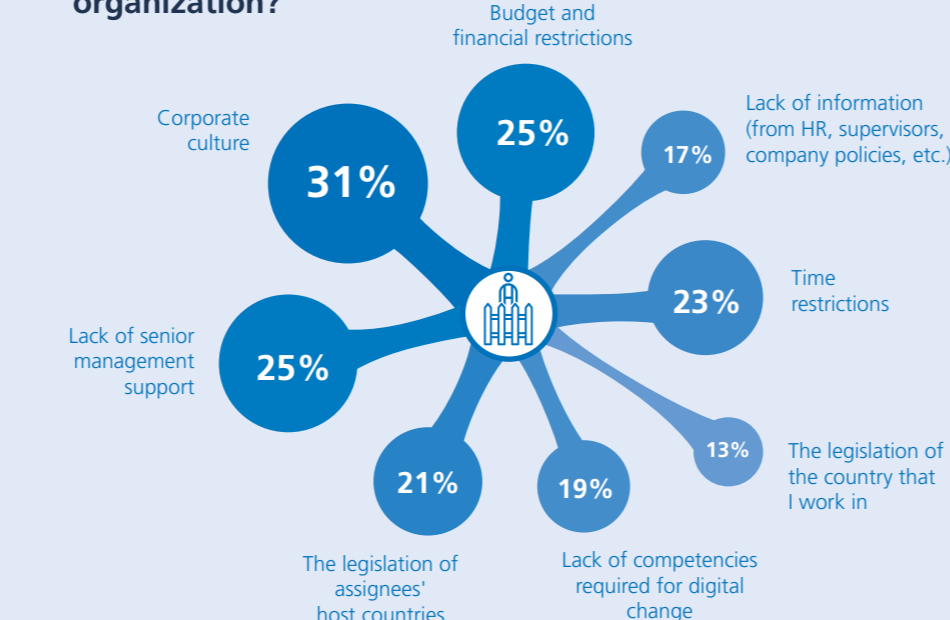 organization?
Budget and
financial restrictions
25%
Corporate
culture
31%
Lack of information
(from HR, supervisors,
company policies, etc.)
17%
Time
restrictions
23%
Lack of senior
management
support
25%
The legislation of
the country that
I work in
13%
21%
The legislation of
assignees'
host countries
19%
Lack of competencies
required for digital
change